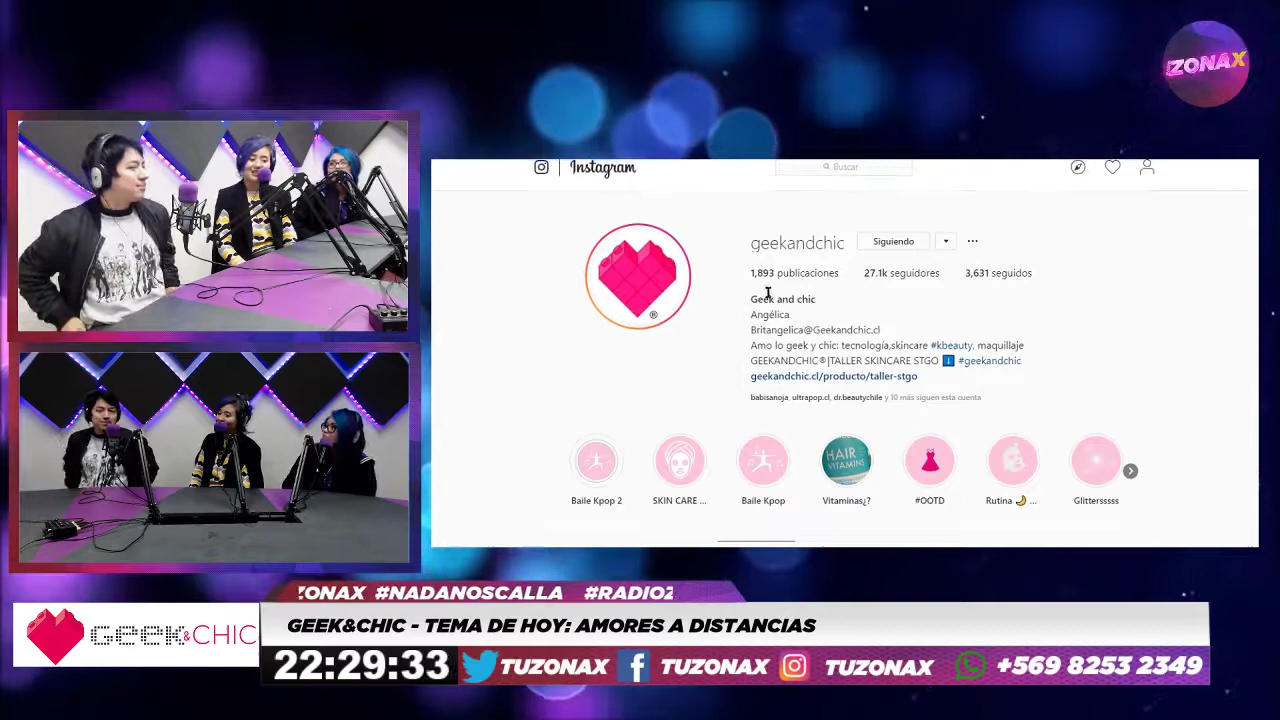 ZONAX
Instagram
Buscar
geekandchic
Siguiendo
1,893 publicaciones
27.1k seguidores
3,631 seguidos
Geek and chic
Angélica
Britangelica@Geekandchic.cl
Amo lo geek y chic: tecnología,skincare #kbeauty, maquillaje
GEEKANDCHIC®|TALLER SKINCARE STGO ⬇️ #geekandchic
geekandchic.cl/producto/taller-stgo
babisanoja, ultrapop.cl, dr.beautychile y 10 más siguen esta cuenta
HAIR
VITAMINS
Baile Kpop 2
SKIN CARE ...
Baile Kpop
Vitaminas¿?
#OOTD
Rutina 🌙 ...
Glittersssss
ZONAX #NADANOSCALLA #RADIOZ
GEEK&CHIC
GEEK&CHIC - TEMA DE HOY: AMORES A DISTANCIAS
22:29:33
TUZONAX
TUZONAX
TUZONAX
+569 8253 2349